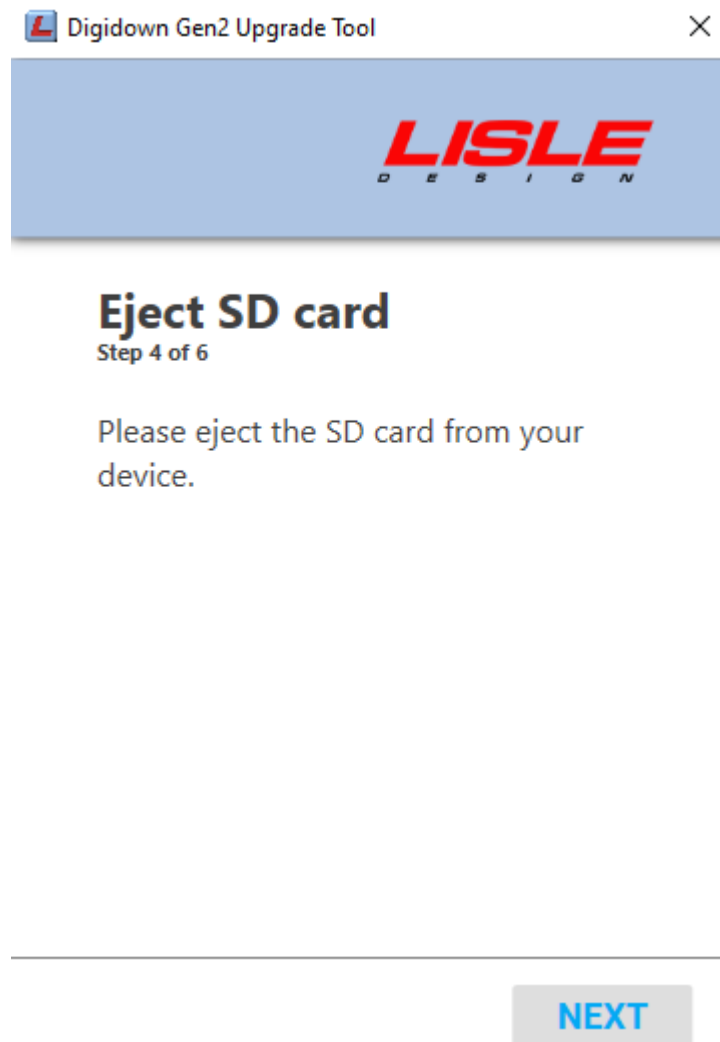 Digidown Gen2 Upgrade Tool
LISLE
DESIGN
Eject SD card
Step 4 of 6
Please eject the SD card from your
device.
NEXT